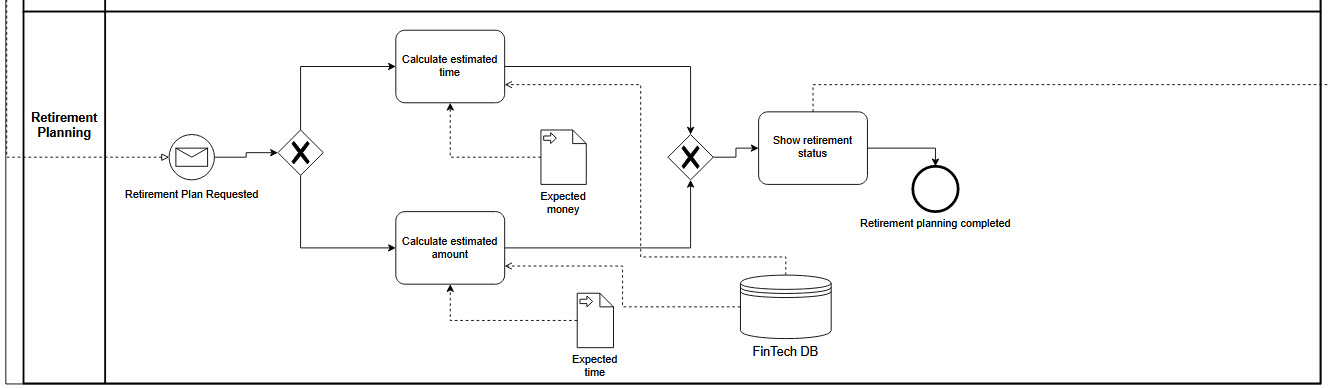 Retirement
Planning
Retirement Plan Requested
Calculate estimated
time
Expected
money
Calculate estimated
amount
Expected
time
Show retirement
status
Retirement planning completed
FinTech DB